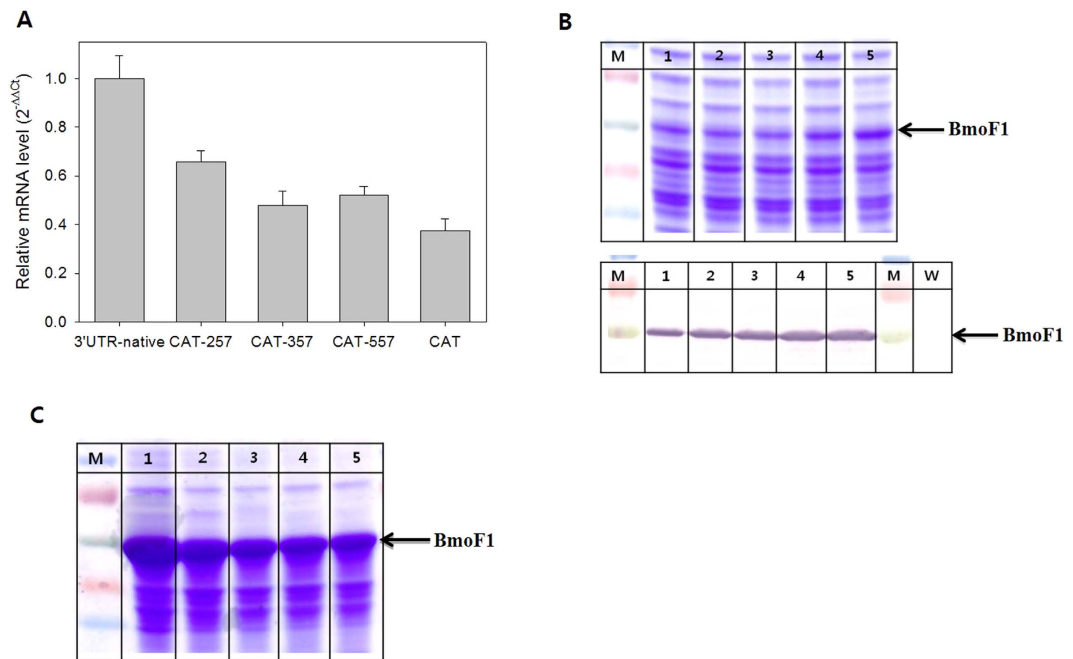 A
Relative mRNA level (2^-ΔΔCt)
1.0
0.8
0.6
0.4
0.2
0.0
3'UTR-native CAT-257 CAT-357 CAT-557 CAT
B
M 1 2 3 4 5
BmoF1
M 1 2 3 4 5 M W
BmoF1
C
M 1 2 3 4 5
BmoF1